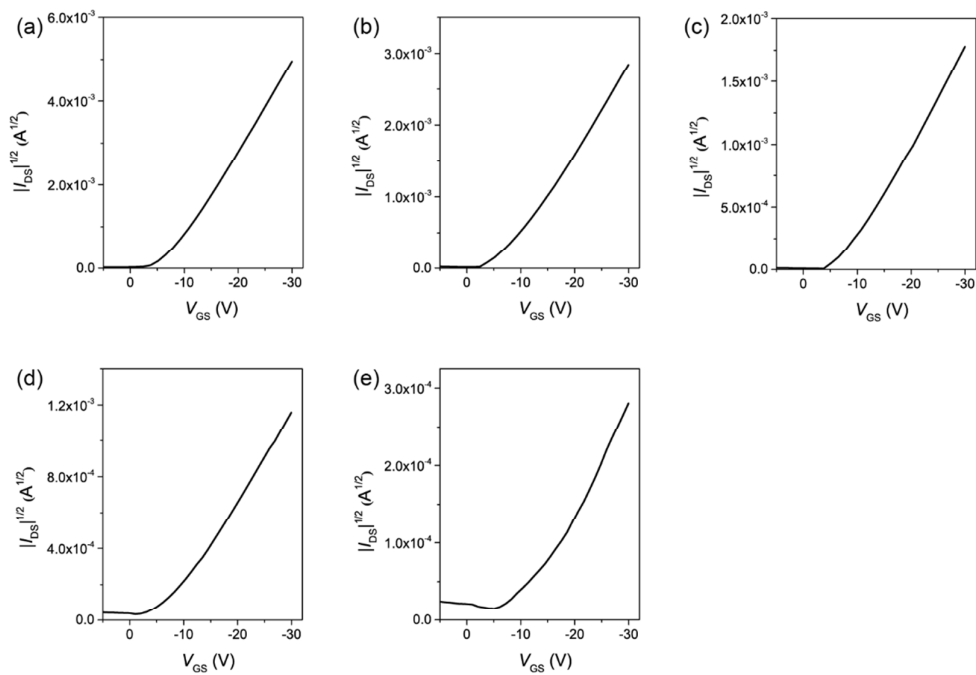 (a)
6.0x10⁻³
4.0x10⁻³
2.0x10⁻³
0.0
|I_DS|^1/2 (A^1/2)
0 -10 -20 -30
V_GS (V)
(b)
3.0x10⁻³
2.0x10⁻³
1.0x10⁻³
0.0
|I_DS|^1/2 (A^1/2)
0 -10 -20 -30
V_GS (V)
(c)
2.0x10⁻³
1.5x10⁻³
1.0x10⁻³
5.0x10⁻⁴
0.0
|I_DS|^1/2 (A^1/2)
0 -10 -20 -30
V_GS (V)
(d)
1.2x10⁻³
8.0x10⁻⁴
4.0x10⁻⁴
0.0
|I_DS|^1/2 (A^1/2)
0 -10 -20 -30
V_GS (V)
(e)
3.0x10⁻⁴
2.0x10⁻⁴
1.0x10⁻⁴
0.0
|I_DS|^1/2 (A^1/2)
0 -10 -20 -30
V_GS (V)